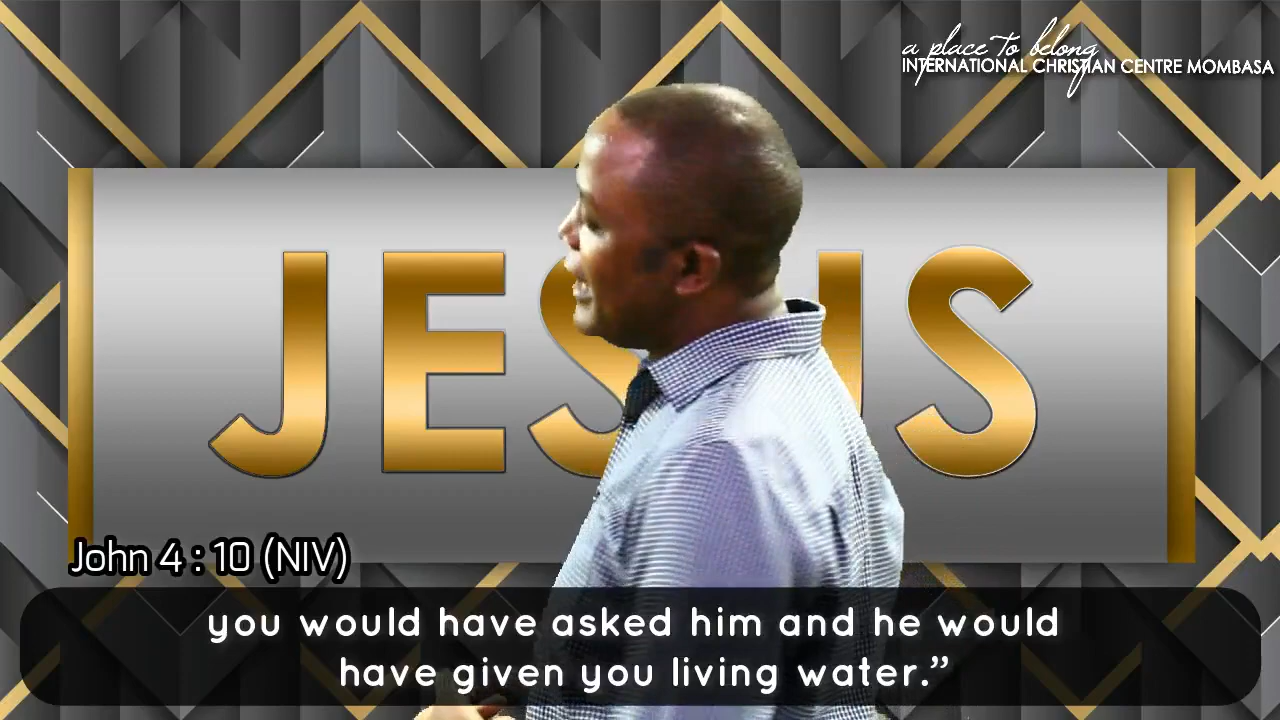 a place to belong
INTERNATIONAL CHRISTIAN CENTRE MOMBASA
JESUS
John 4 : 10 (NIV)
you would have asked him and he would
have given you living water.”